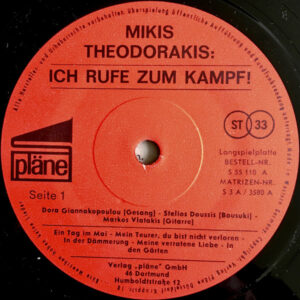 MIKIS
THEODORAKIS:
ICH RUFE ZUM KAMPF!
pläne
Seite 1
ST 33
Langspielplatte
BESTELL-NR.
S 55 110 A
MATRIZEN-NR.
S 3 A / 3580 A
Dora Giannakopoulou (Gesang) - Stelios Doussis (Bousuki) -
Markos Vlatakis (Gitarre)
Ein Tag im Mai - Mein Teurer, du bist nicht verloren -
In der Dämmerung - Meine verratene Liebe - In
den Gärten
Verlag „pläne" GmbH
46 Dortmund
Humboldtstraße 12